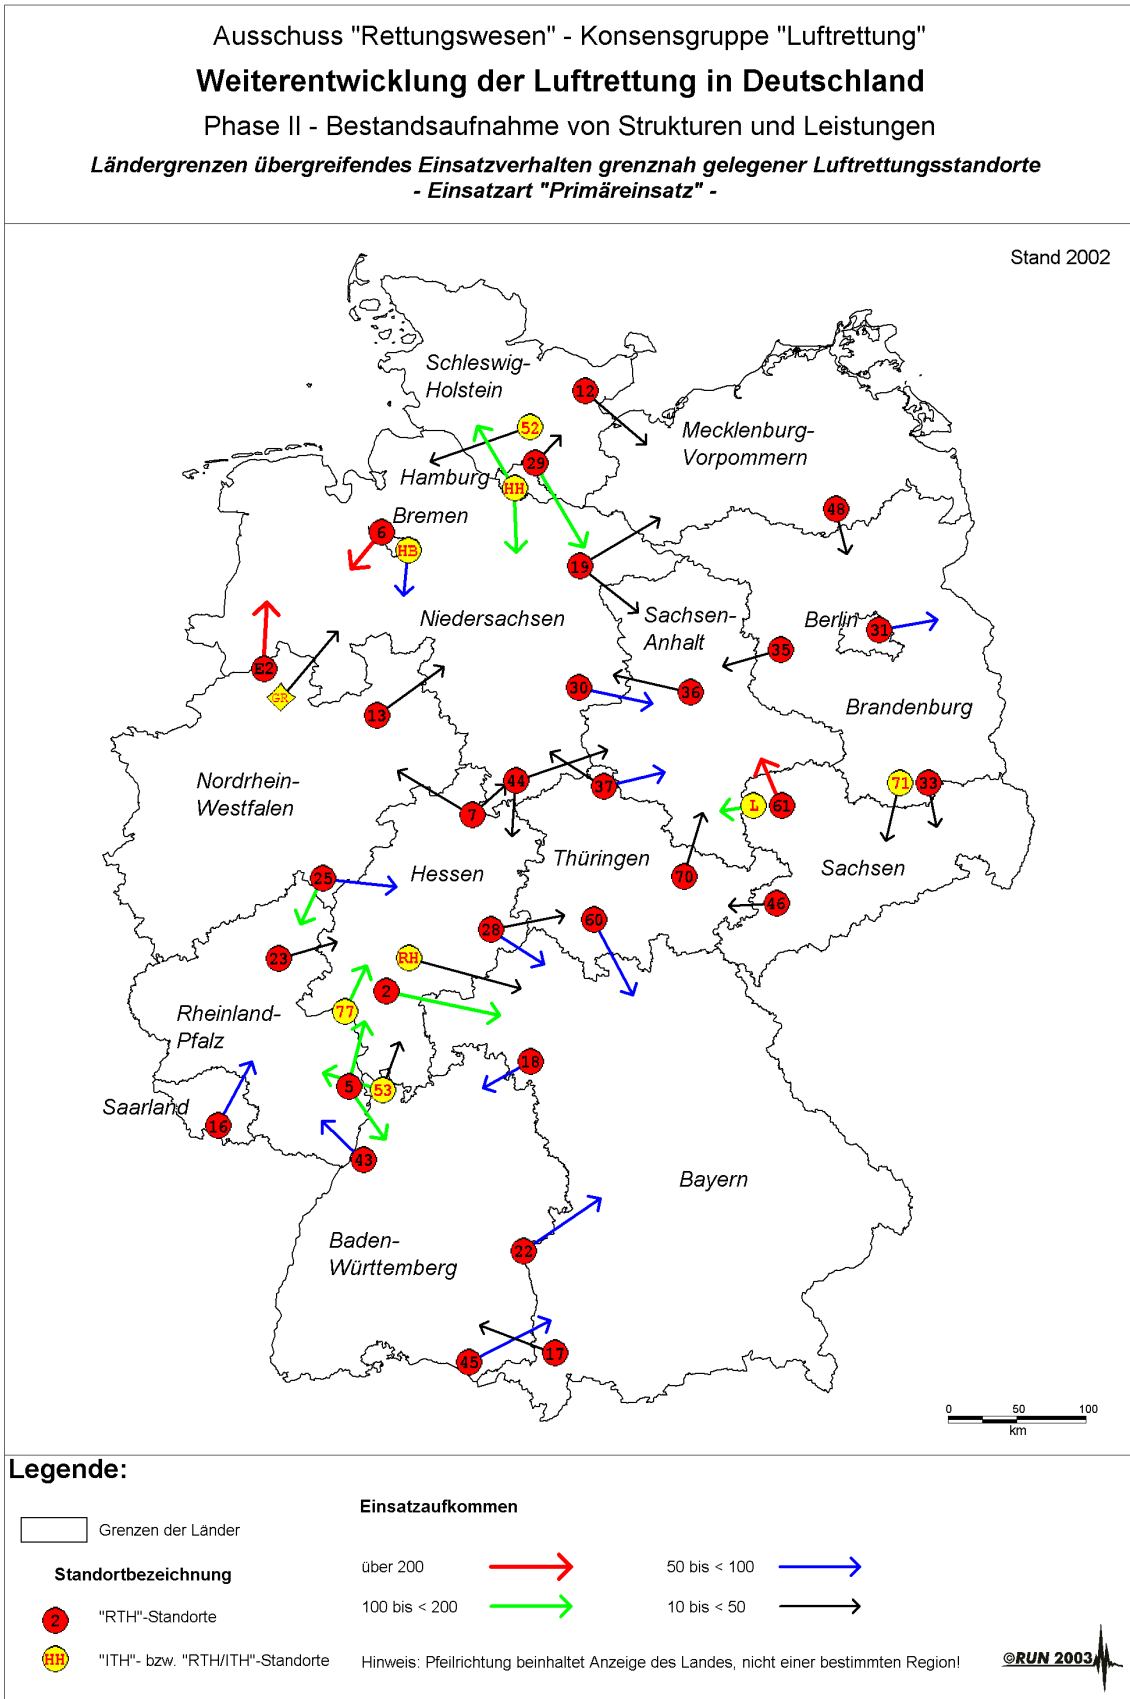 Ausschuss "Rettungswesen" - Konsensgruppe "Luftrettung"
Weiterentwicklung der Luftrettung in Deutschland
Phase II - Bestandsaufnahme von Strukturen und Leistungen
Ländergrenzen übergreifendes Einsatzverhalten grenznah gelegener Luftrettungsstandorte
- Einsatzart "Primäreinsatz" -
Stand 2002
Schleswig-
Holstein
12
52
Mecklenburg-
Vorpommern
29
Hamburg
HH
48
Bremen
6
HB
19
Niedersachsen
Sachsen-
Anhalt
Berlin
31
35
E2
GR
30
36
13
Brandenburg
Nordrhein-
Westfalen
44
37
71
33
7
L
61
Thüringen
Hessen
Sachsen
25
70
46
60
28
23
RH
2
77
Rheinland-
Pfalz
18
5
53
Saarland
16
43
Bayern
Baden-
Württemberg
22
45
17
0 50 100
km
Legende:
Grenzen der Länder
Standortbezeichnung
2 "RTH"-Standorte
HH "ITH"- bzw. "RTH/ITH"-Standorte
Einsatzaufkommen
über 200
50 bis < 100
100 bis < 200
10 bis < 50
Hinweis: Pfeilrichtung beinhaltet Anzeige des Landes, nicht einer bestimmten Region!
©RUN 2003